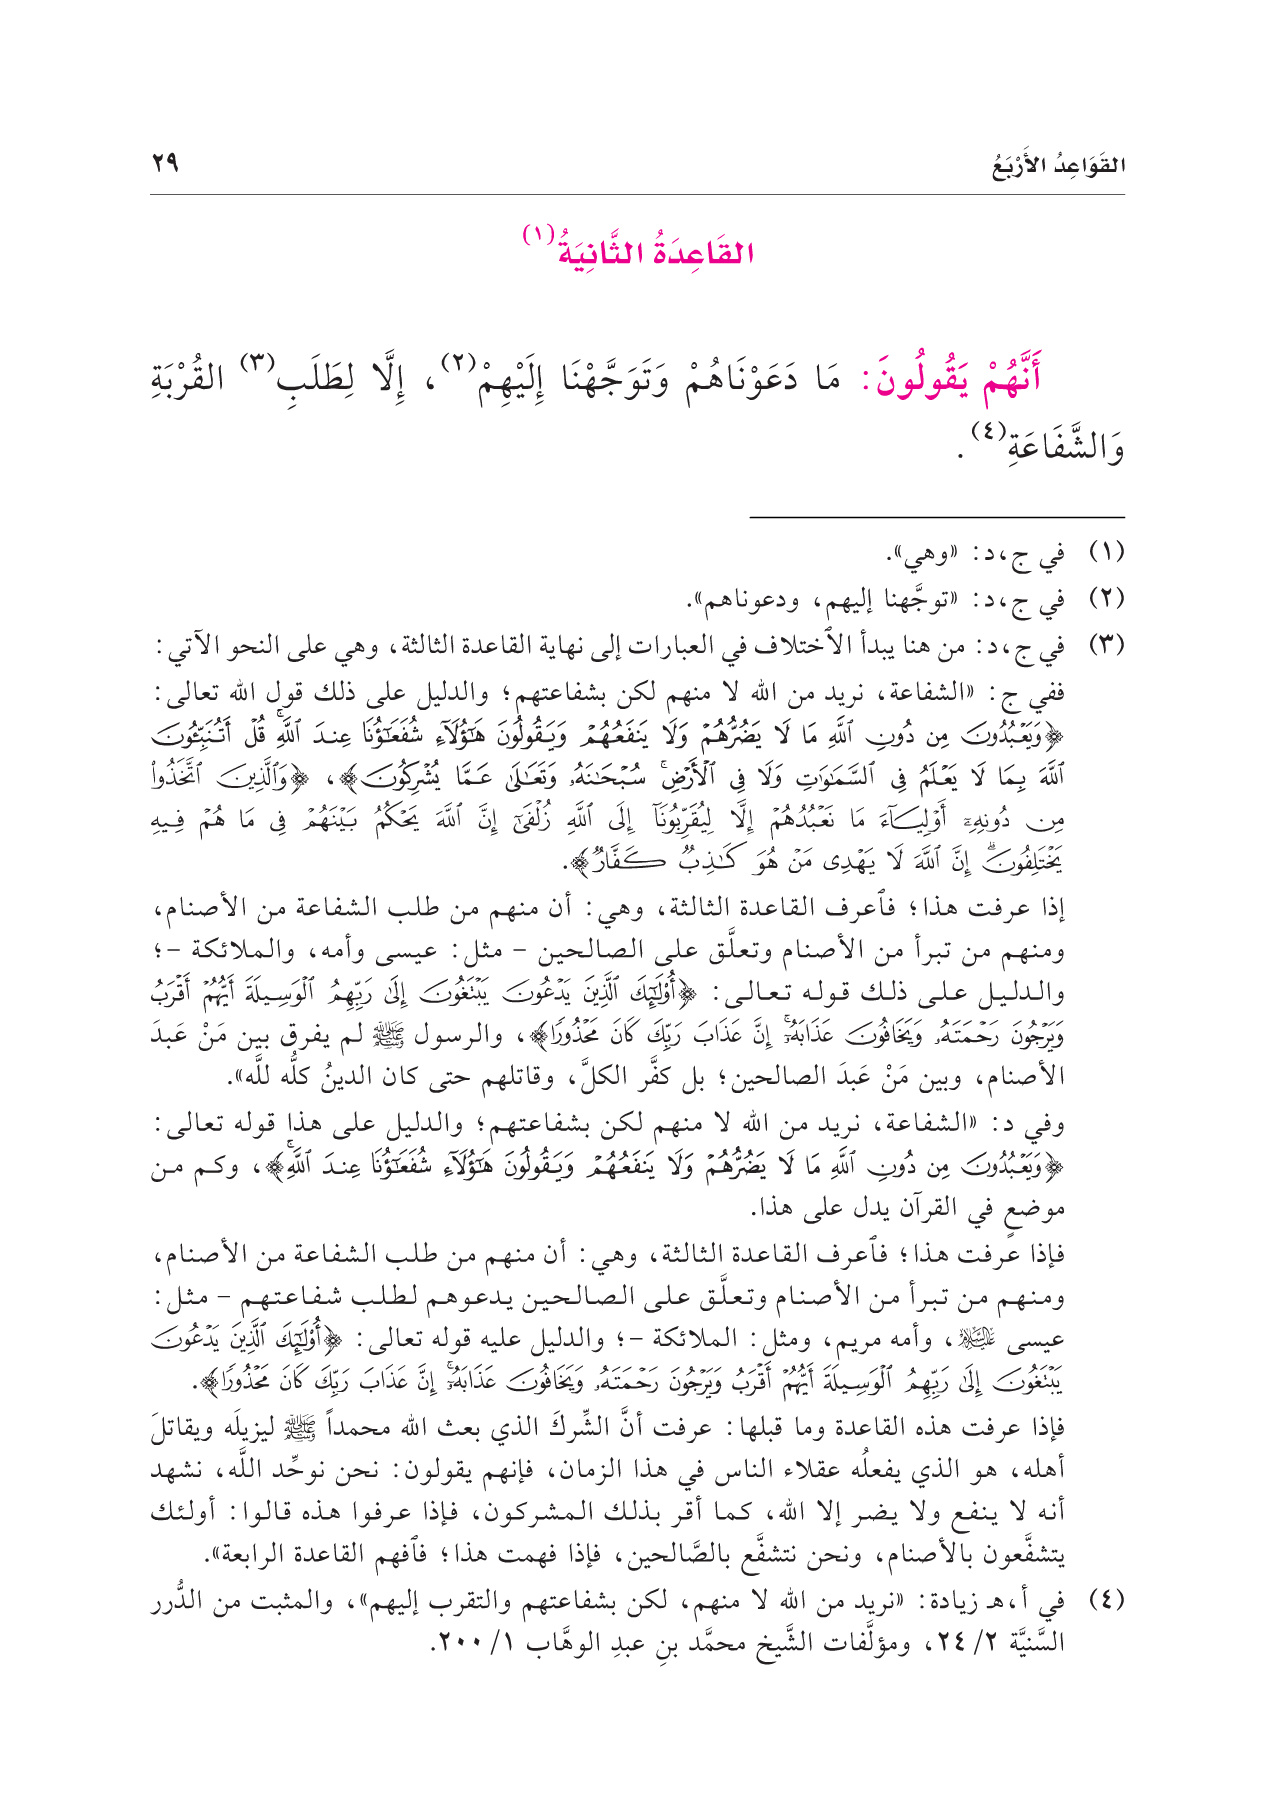 القَوَاعِدُ الأَرْبَعُ ٢٩
القَاعِدَةُ الثَّانِيَةُ(١)
أَنَّهُمْ يَقُولُونَ: مَا دَعَوْنَاهُمْ وَتَوَجَّهْنَا إِلَيْهِمْ(٢)، إِلَّا لِطَلَبِ(٣) القُرْبَةِ
وَالشَّفَاعَةِ(٤).
(١) في ج،د: «وهي».
(٢) في ج،د: «توجَّهنا إليهم، ودعوناهم».
(٣) في ج،د: من هنا يبدأ ٱلاختلاف في العبارات إلى نهاية القاعدة الثالثة، وهي على النحو الآتي:
ففي ج: «الشفاعة، نريد من الله لا منهم لكن بشفاعتهم؛ والدليل على ذلك قول الله تعالى:
﴿وَيَعْبُدُونَ مِن دُونِ ٱللَّهِ مَا لَا يَضُرُّهُمْ وَلَا يَنفَعُهُمْ وَيَقُولُونَ هَٰٓؤُلَآءِ شُفَعَٰٓؤُنَا عِندَ ٱللَّهِۚ قُلْ أَتُنَبِّـُٔونَ
ٱللَّهَ بِمَا لَا يَعْلَمُ فِي ٱلسَّمَٰوَٰتِ وَلَا فِي ٱلْأَرْضِۚ سُبْحَٰنَهُۥ وَتَعَٰلَىٰ عَمَّا يُشْرِكُونَ﴾، ﴿وَٱلَّذِينَ ٱتَّخَذُوا۟
مِن دُونِهِۦٓ أَوْلِيَآءَ مَا نَعْبُدُهُمْ إِلَّا لِيُقَرِّبُونَآ إِلَى ٱللَّهِ زُلْفَىٰٓ إِنَّ ٱللَّهَ يَحْكُمُ بَيْنَهُمْ فِي مَا هُمْ فِيهِ
يَخْتَلِفُونَۗ إِنَّ ٱللَّهَ لَا يَهْدِى مَنْ هُوَ كَٰذِبٌ كَفَّارٌ﴾.
إذا عرفت هذا؛ فٱعرف القاعدة الثالثة، وهي: أن منهم من طلب الشفاعة من الأصنام،
ومنهم من تبرأ من الأصنام وتعلَّق على الصالحين - مثل: عيسى وأمه، والملائكة -؛
والدليل على ذلك قوله تعالى: ﴿أُو۟لَٰٓئِكَ ٱلَّذِينَ يَدْعُونَ يَبْتَغُونَ إِلَىٰ رَبِّهِمُ ٱلْوَسِيلَةَ أَيُّهُمْ أَقْرَبُ
وَيَرْجُونَ رَحْمَتَهُۥ وَيَخَافُونَ عَذَابَهُۥٓۚ إِنَّ عَذَابَ رَبِّكَ كَانَ مَحْذُورًا﴾، والرسول ﷺ لم يفرق بين مَنْ عَبدَ
الأصنام، وبين مَنْ عَبدَ الصالحين؛ بل كفَّر الكلَّ، وقاتلهم حتى كان الدينُ كلُّه للَّه».
وفي د: «الشفاعة، نريد من الله لا منهم لكن بشفاعتهم؛ والدليل على هذا قوله تعالى:
﴿وَيَعْبُدُونَ مِن دُونِ ٱللَّهِ مَا لَا يَضُرُّهُمْ وَلَا يَنفَعُهُمْ وَيَقُولُونَ هَٰٓؤُلَآءِ شُفَعَٰٓؤُنَا عِندَ ٱللَّهِۚ﴾، وكم من
موضعٍ في القرآن يدل على هذا.
فإذا عرفت هذا؛ فٱعرف القاعدة الثالثة، وهي: أن منهم من طلب الشفاعة من الأصنام،
ومنهم من تبرأ من الأصنام وتعلَّق على الصالحين يدعوهم لطلب شفاعتهم - مثل:
عيسى عليه السلام، وأمه مريم، ومثل: الملائكة -؛ والدليل عليه قوله تعالى: ﴿أُو۟لَٰٓئِكَ ٱلَّذِينَ يَدْعُونَ
يَبْتَغُونَ إِلَىٰ رَبِّهِمُ ٱلْوَسِيلَةَ أَيُّهُمْ أَقْرَبُ وَيَرْجُونَ رَحْمَتَهُۥ وَيَخَافُونَ عَذَابَهُۥٓۚ إِنَّ عَذَابَ رَبِّكَ كَانَ مَحْذُورًا﴾.
فإذا عرفت هذه القاعدة وما قبلها: عرفت أنَّ الشِّركَ الذي بعث الله محمداً ﷺ ليزيلَه ويقاتلَ
أهله، هو الذي يفعلُه عقلاء الناس في هذا الزمان، فإنهم يقولون: نحن نوحِّد اللَّه، نشهد
أنه لا ينفع ولا يضر إلا الله، كما أقر بذلك المشركون، فإذا عرفوا هذه قالوا: أولئك
يتشفَّعون بالأصنام، ونحن نتشفَّع بالصَّالحين، فإذا فهمت هذا؛ فٱفهم القاعدة الرابعة».
(٤) في أ،هـ زيادة: «نريد من الله لا منهم، لكن بشفاعتهم والتقرب إليهم»، والمثبت من الدُّرر
السَّنيَّة ٢/ ٢٤، ومؤلَّفات الشَّيخ محمَّد بنِ عبدِ الوهَّاب ١/ ٢٠٠.